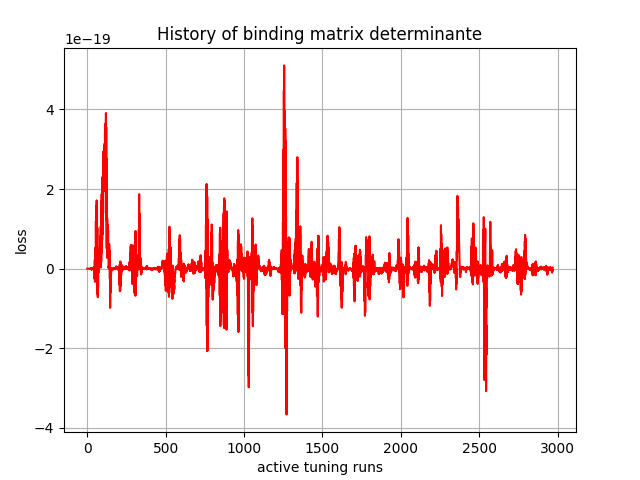 History of binding matrix determinante
1e−19
4
2
0
−2
−4
loss
0 500 1000 1500 2000 2500 3000
active tuning runs